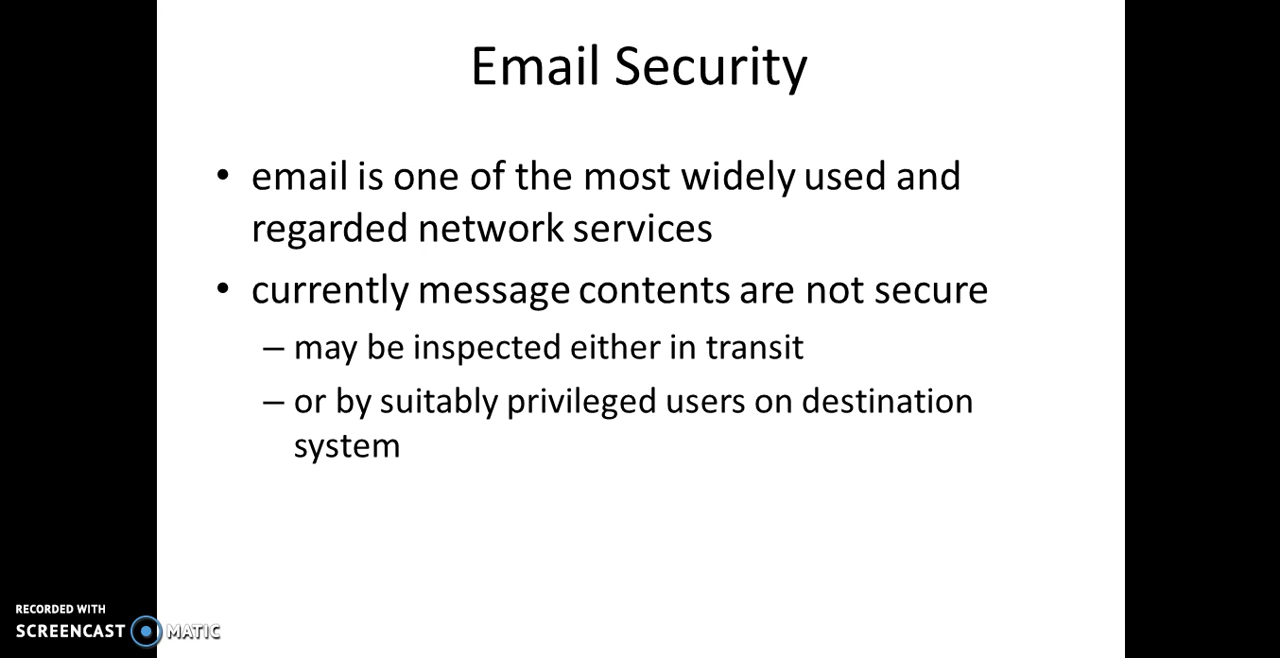 Email Security
• email is one of the most widely used and
regarded network services
• currently message contents are not secure
– may be inspected either in transit
– or by suitably privileged users on destination
system
RECORDED WITH
SCREENCAST MATIC